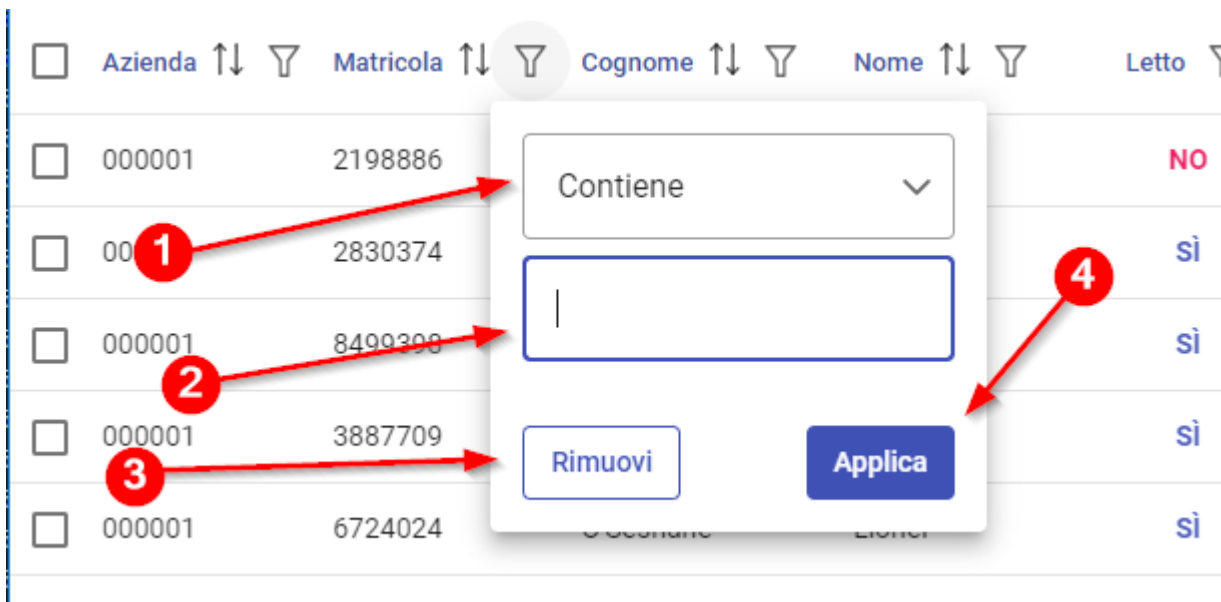 Azienda Matricola Cognome Nome Letto
000001 2198886 NO
Contiene
1 2830374 SÌ
4
000001 8499398 SÌ
2
000001 3887709 SÌ
3 Rimuovi Applica
000001 6724024 SÌ